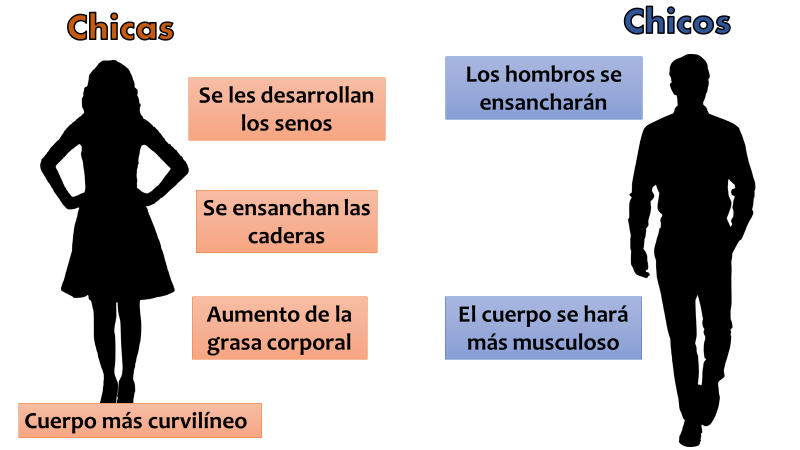 Chicas
Se les desarrollan
los senos
Se ensanchan las
caderas
Aumento de la
grasa corporal
Cuerpo más curvilíneo
Chicos
Los hombros se
ensancharán
El cuerpo se hará
más musculoso